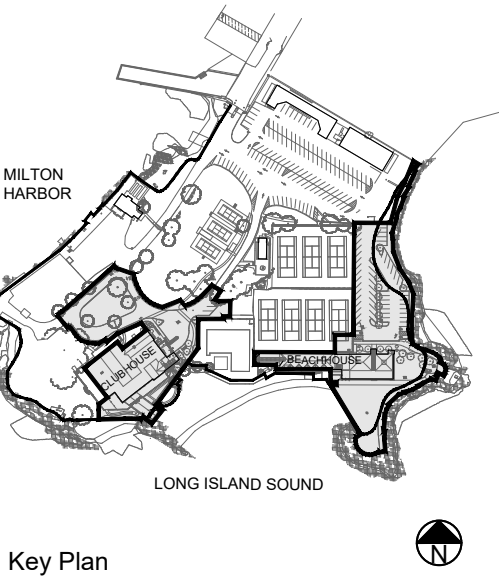 MILTON
HARBOR
CLUBHOUSE
BEACHHOUSE
LONG ISLAND SOUND
Key Plan
N